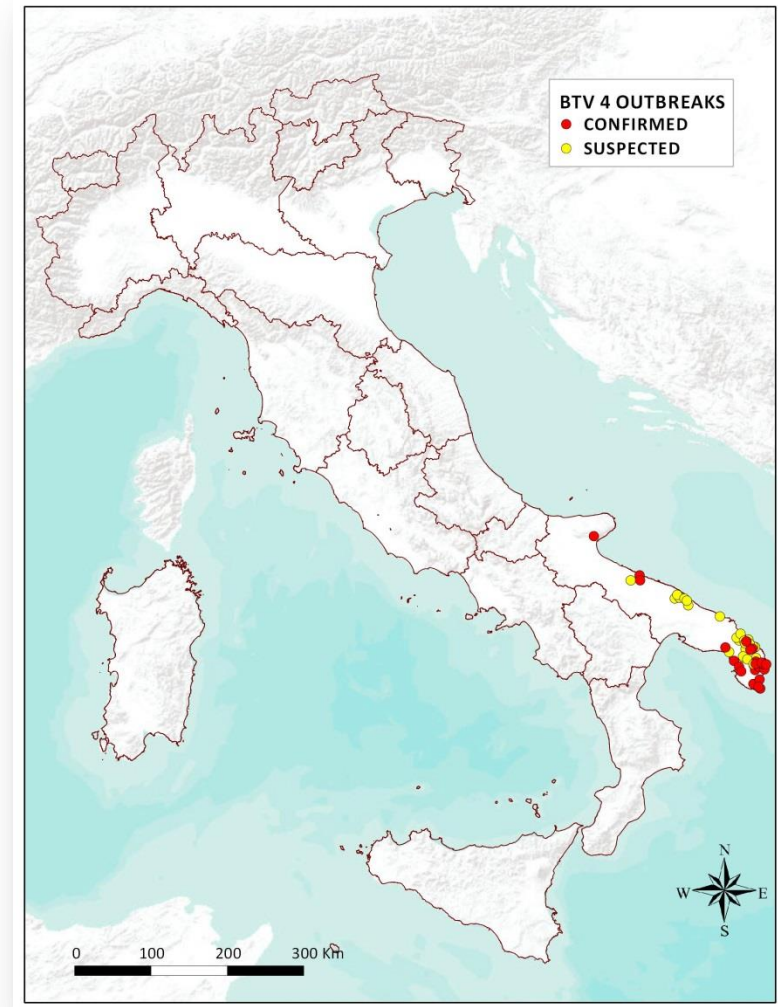 BTV 4 OUTBREAKS
CONFIRMED
SUSPECTED
N
W E
S
0 100 200 300 Km